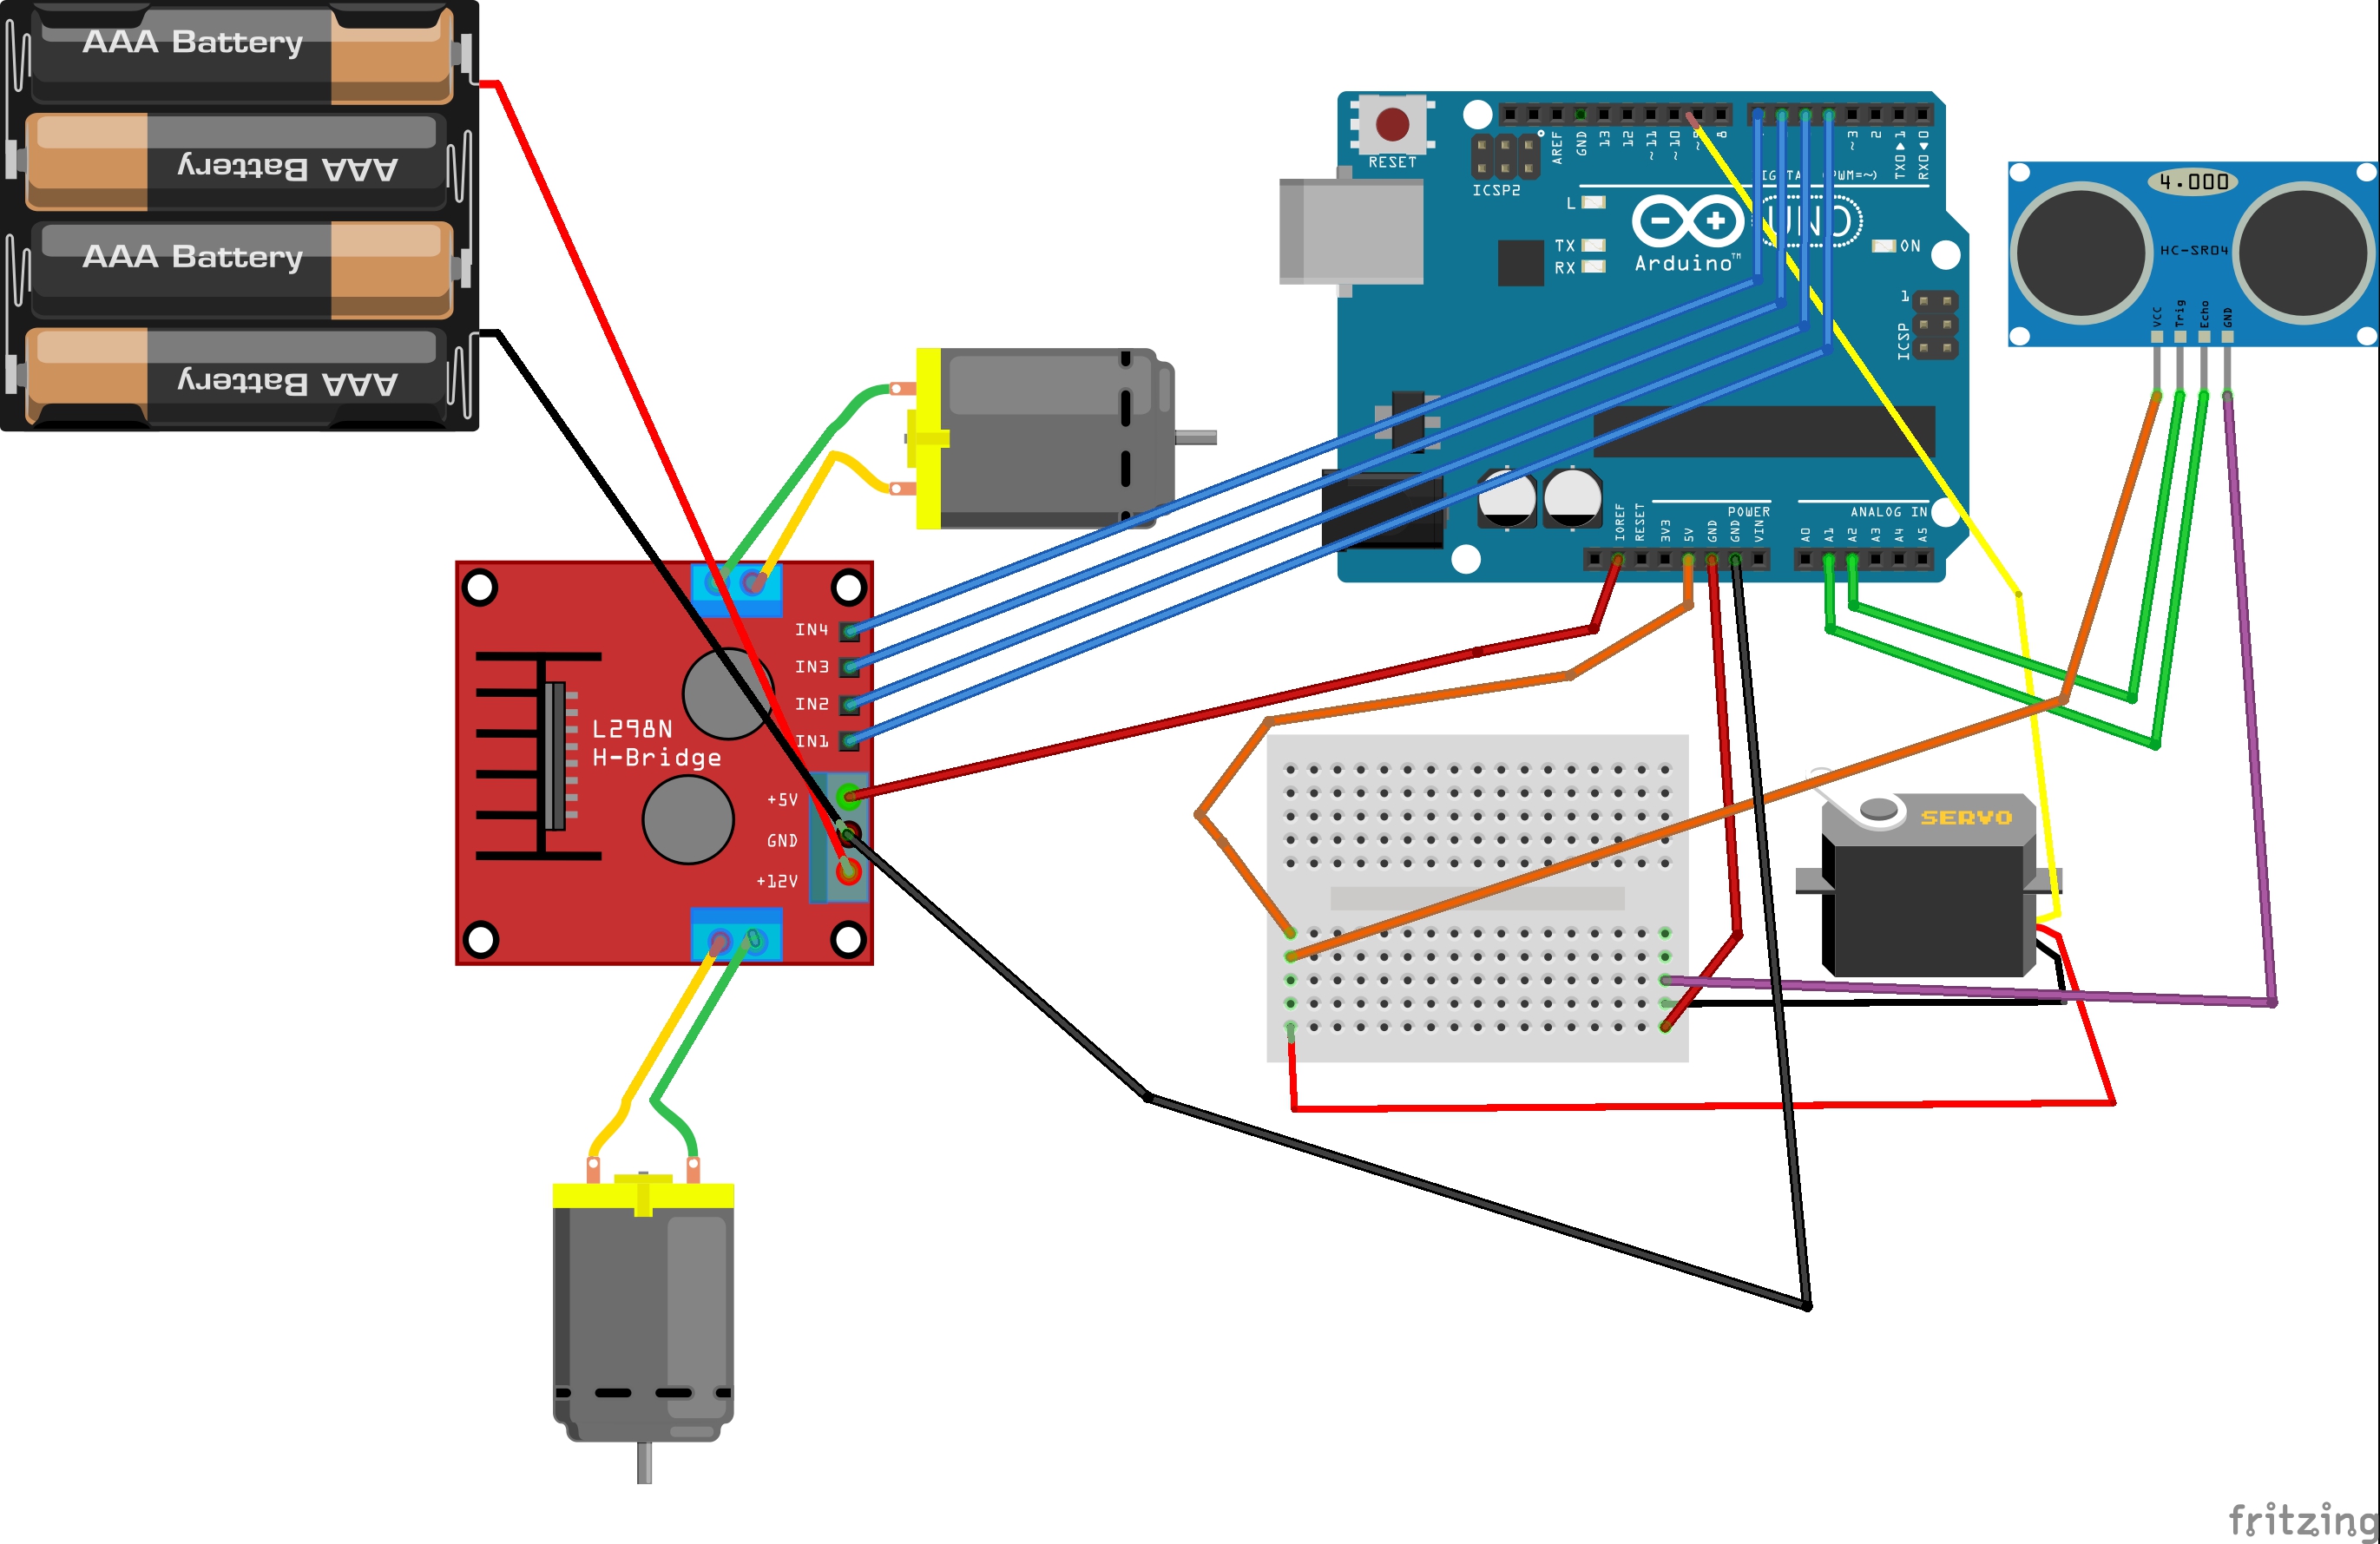 AAA Battery
AAA Battery
AAA Battery
AAA Battery
RESET
ICSP2
AREF
GND
13
12
~11
~10
8
~3
2
TX0▶1
RX0◀0
PWM=~)
L
TX
RX
UNO
Arduino™
ON
1
ICSP
IOREF
RESET
3V3
5V
GND
GND
VIN
POWER
A0
A1
A2
A3
A4
A5
ANALOG IN
4.000
HC-SR04
VCC
Trig
Echo
GND
IN4
IN3
IN2
IN1
L298N
H-Bridge
+5V
GND
+12V
SERVO
fritzing